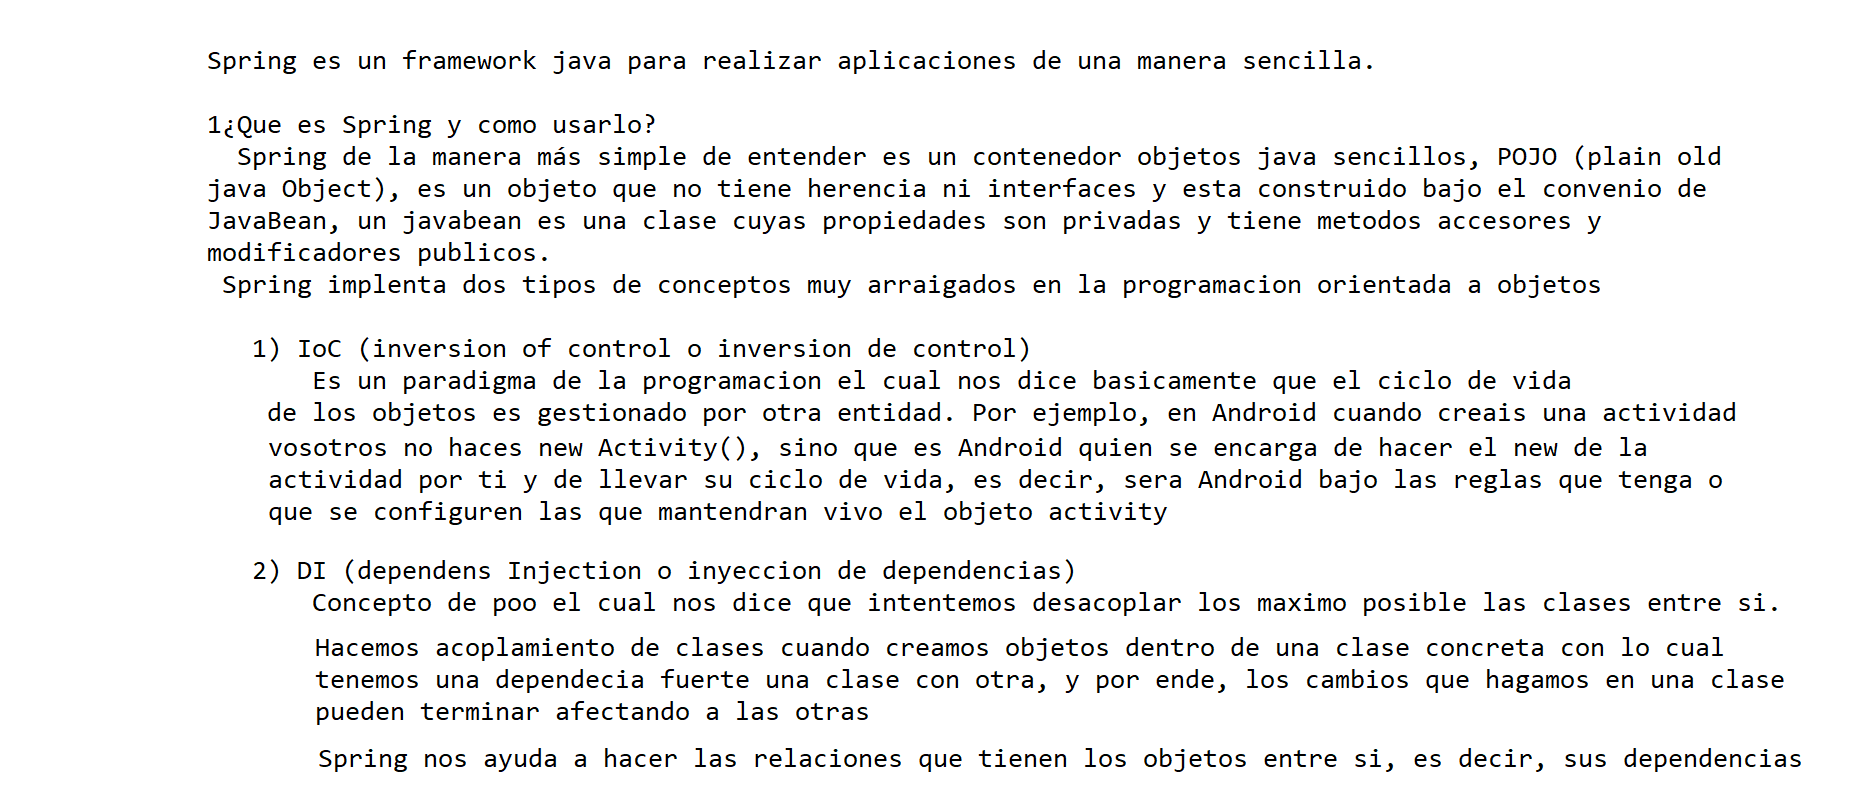 Spring es un framework java para realizar aplicaciones de una manera sencilla.
1¿Que es Spring y como usarlo?
Spring de la manera más simple de entender es un contenedor objetos java sencillos, POJO (plain old
java Object), es un objeto que no tiene herencia ni interfaces y esta construido bajo el convenio de
JavaBean, un javabean es una clase cuyas propiedades son privadas y tiene metodos accesores y
modificadores publicos.
Spring implenta dos tipos de conceptos muy arraigados en la programacion orientada a objetos
1) IoC (inversion of control o inversion de control)
Es un paradigma de la programacion el cual nos dice basicamente que el ciclo de vida
de los objetos es gestionado por otra entidad. Por ejemplo, en Android cuando creais una actividad
vosotros no haces new Activity(), sino que es Android quien se encarga de hacer el new de la
actividad por ti y de llevar su ciclo de vida, es decir, sera Android bajo las reglas que tenga o
que se configuren las que mantendran vivo el objeto activity
2) DI (dependens Injection o inyeccion de dependencias)
Concepto de poo el cual nos dice que intentemos desacoplar los maximo posible las clases entre si.
Hacemos acoplamiento de clases cuando creamos objetos dentro de una clase concreta con lo cual
tenemos una dependecia fuerte una clase con otra, y por ende, los cambios que hagamos en una clase
pueden terminar afectando a las otras
Spring nos ayuda a hacer las relaciones que tienen los objetos entre si, es decir, sus dependencias